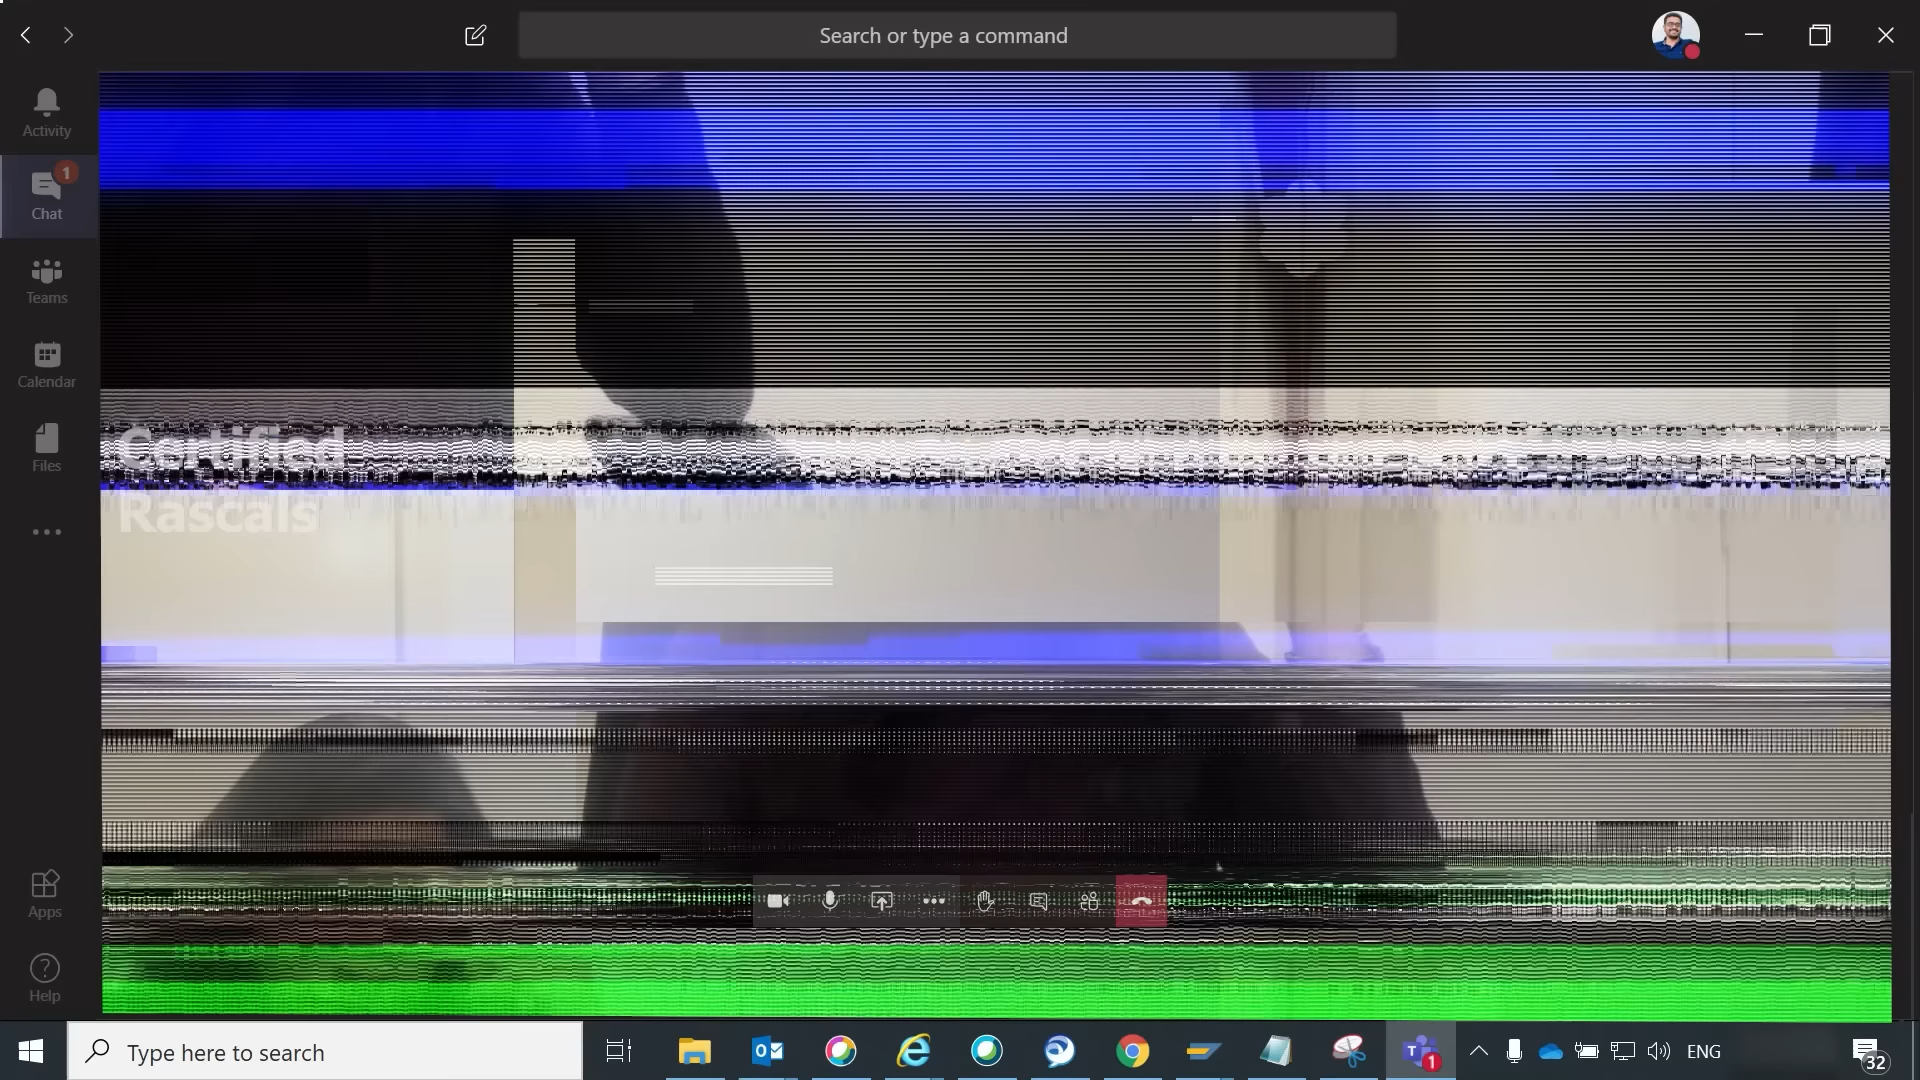 Search or type a command
Activity
1
Chat
Teams
Calendar
Files
Certified
Rascals
Apps
Help
Type here to search
1
ENG
32